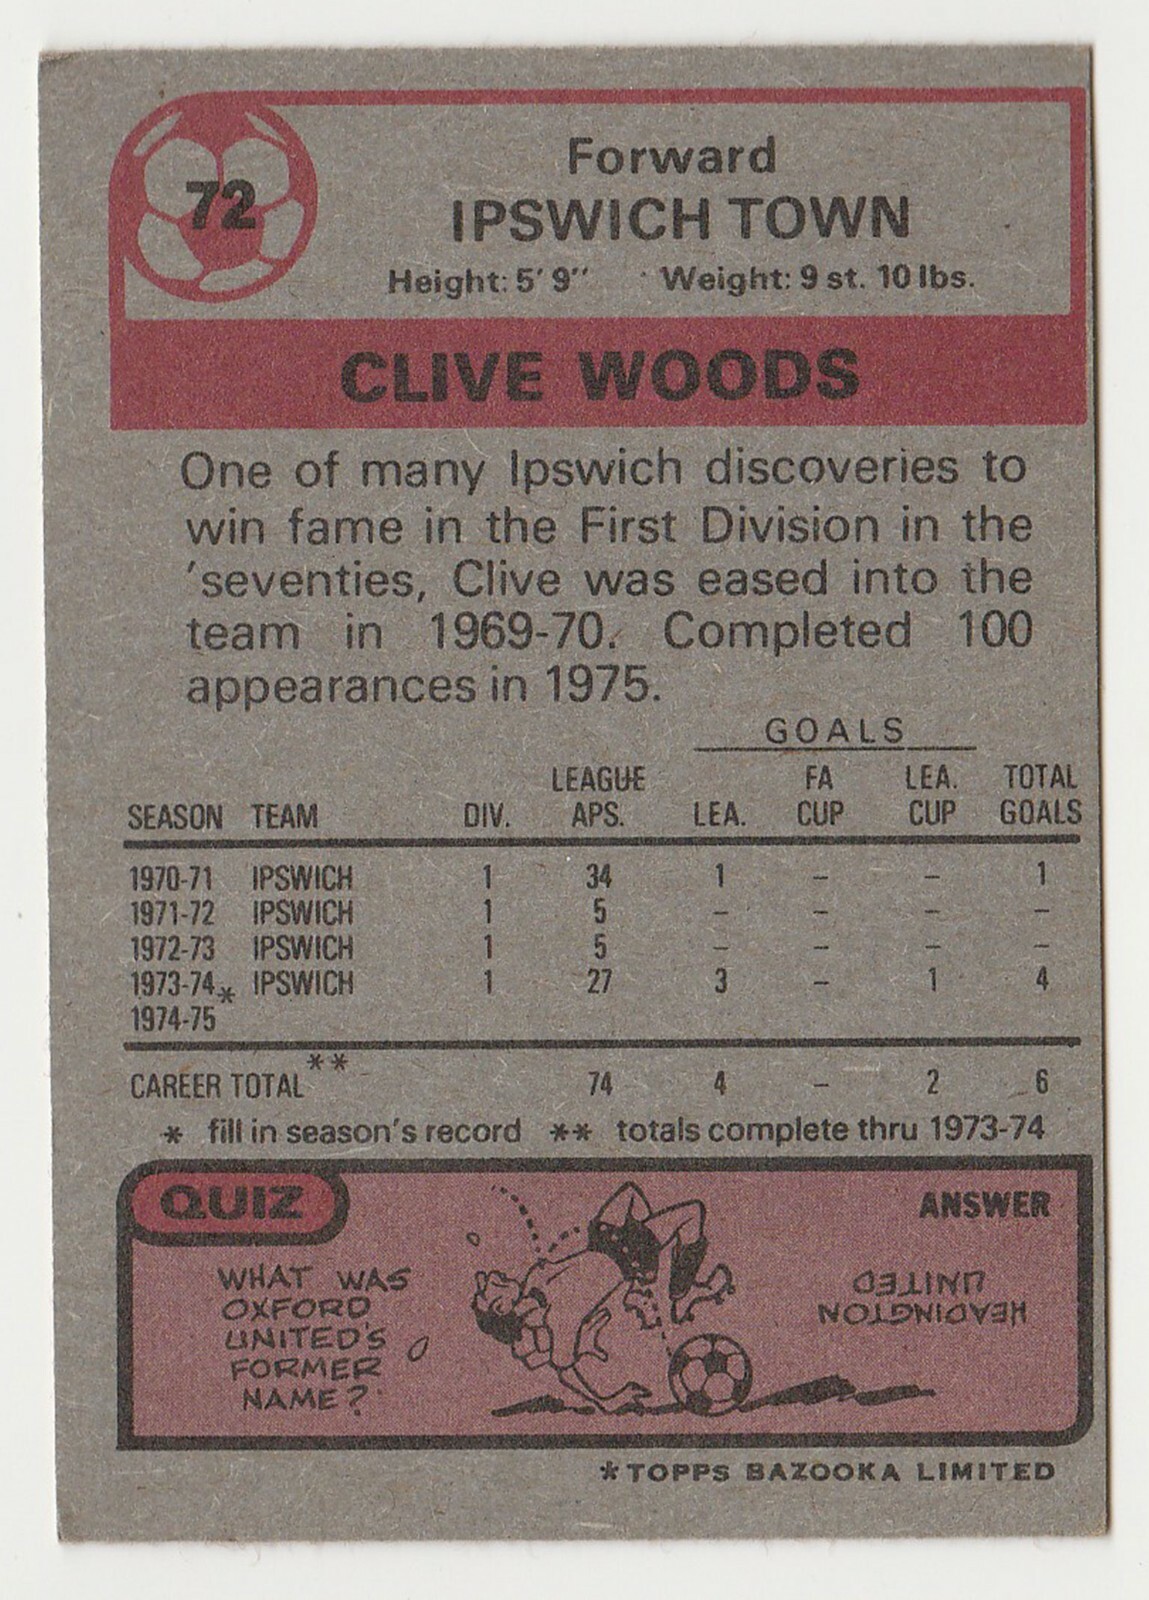 72
Forward
IPSWICH TOWN
Height: 5' 9'' Weight: 9 st. 10 lbs.
CLIVE WOODS
One of many Ipswich discoveries to
win fame in the First Division in the
'seventies, Clive was eased into the
team in 1969-70. Completed 100
appearances in 1975.
GOALS
LEAGUE FA LEA. TOTAL
SEASON TEAM DIV. APS. LEA. CUP CUP GOALS
1970-71 IPSWICH 1 34 1 – – 1
1971-72 IPSWICH 1 5 – – – –
1972-73 IPSWICH 1 5 – – – –
1973-74* IPSWICH 1 27 3 – 1 4
1974-75
CAREER TOTAL** 74 4 – 2 6
* fill in season's record ** totals complete thru 1973-74
QUIZ
WHAT WAS
OXFORD
UNITED'S
FORMER
NAME?
ANSWER
HEADINGTON
UNITED
*TOPPS BAZOOKA LIMITED